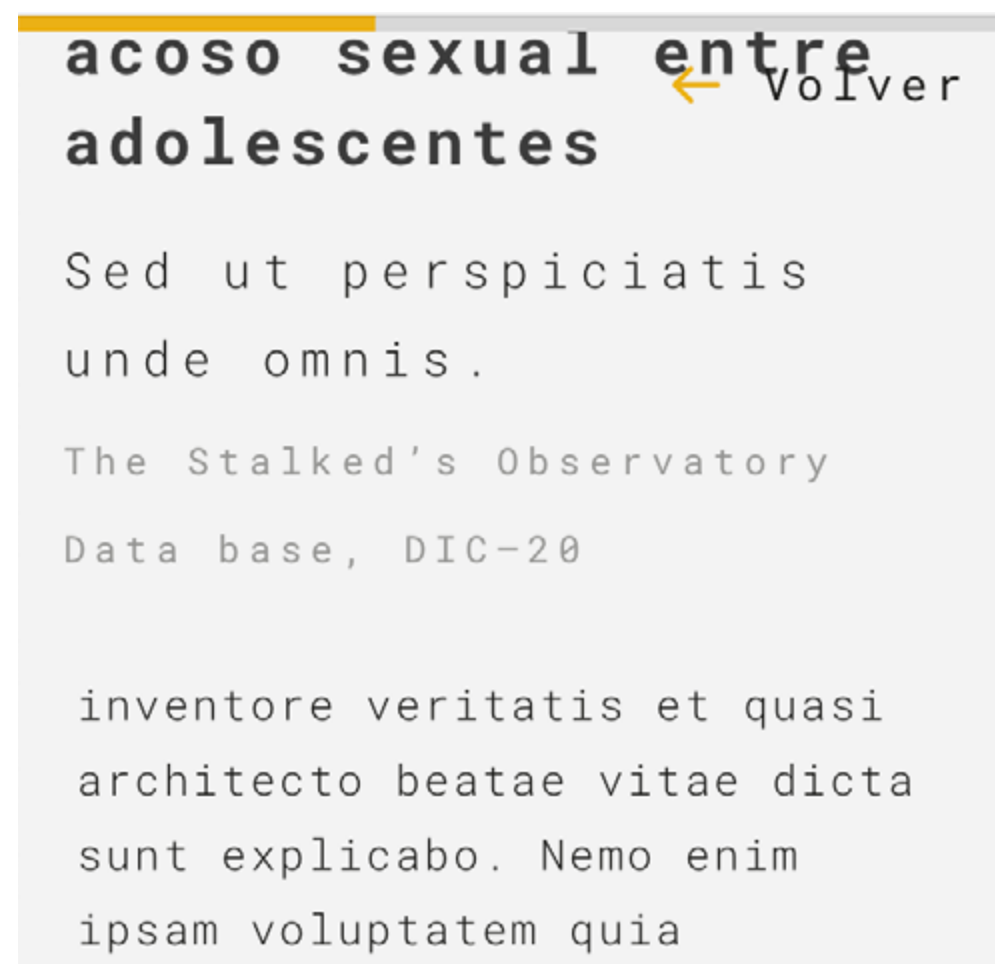 acoso sexual entre
← Volver
adolescentes
Sed ut perspiciatis
unde omnis.
The Stalked's Observatory
Data base, DIC—20
inventore veritatis et quasi
architecto beatae vitae dicta
sunt explicabo. Nemo enim
ipsam voluptatem quia